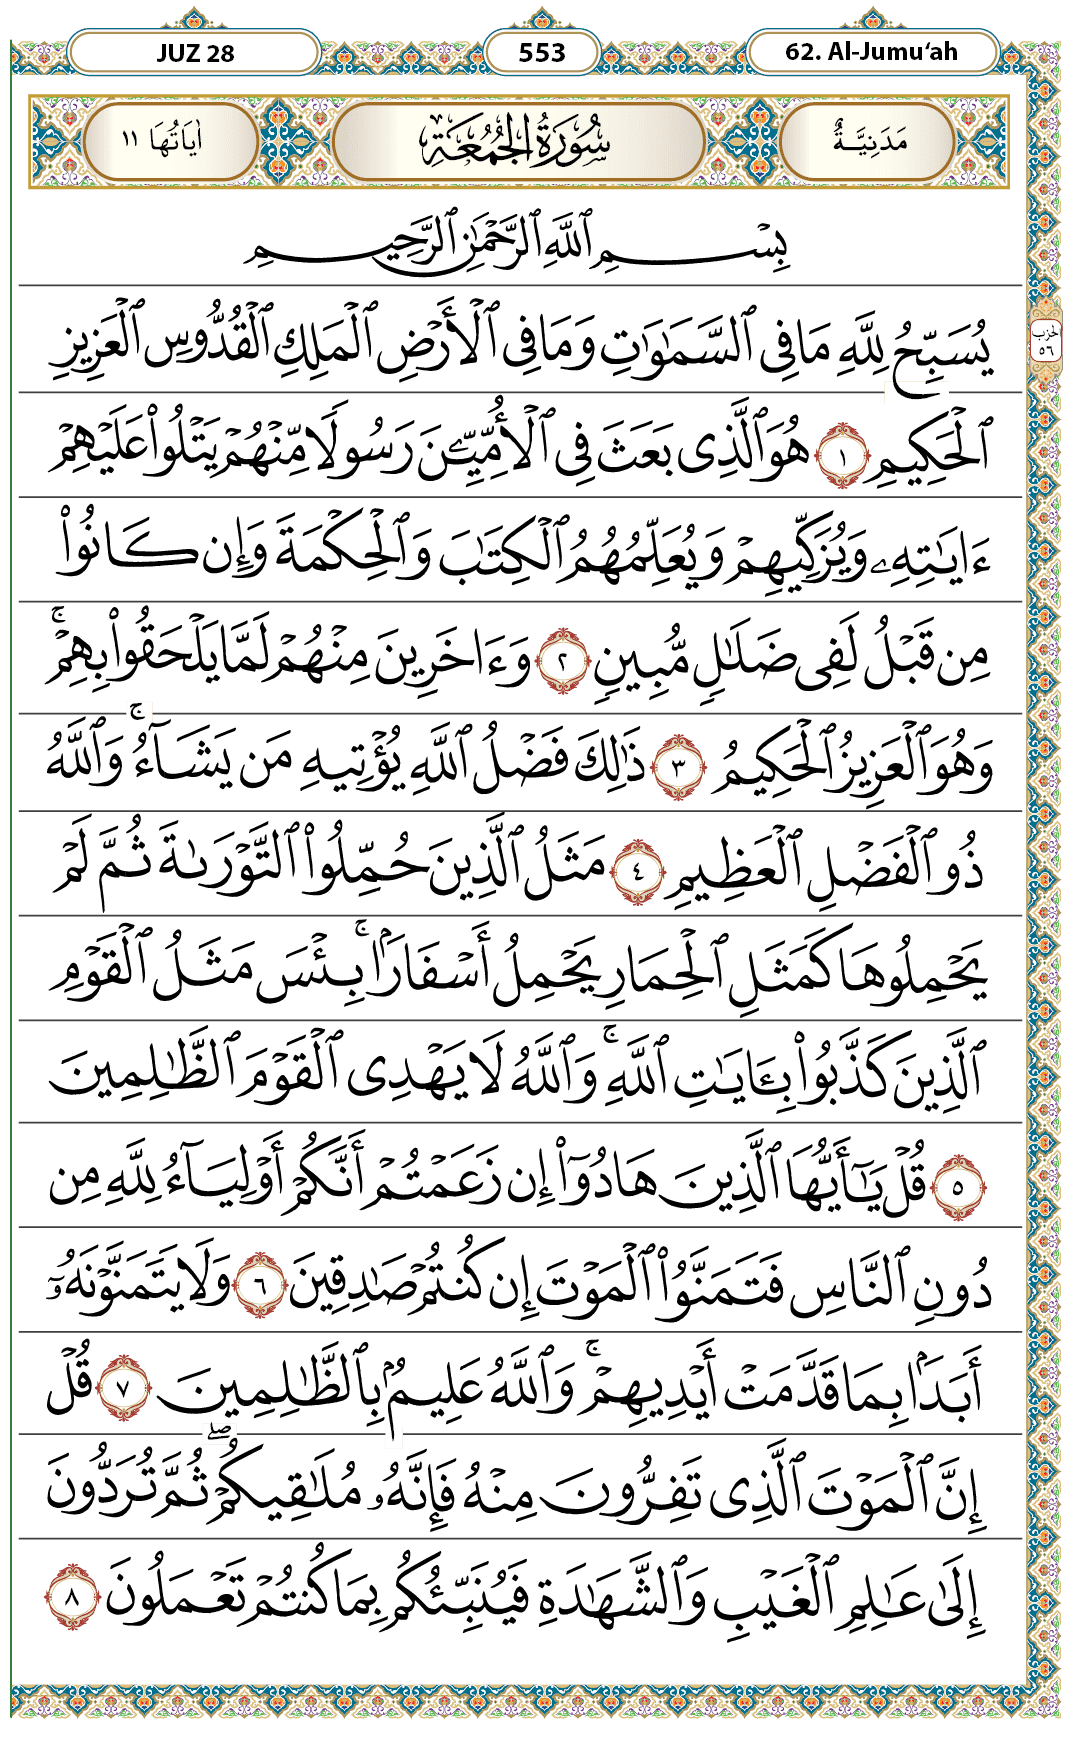 JUZ 28
553
62. Al-Jumu‘ah
مَدَنِيَّةٌ
سُورَةُ الجُمُعَةِ
اٰيَاتُهَا ١١
بِسْمِ ٱللَّهِ ٱلرَّحْمَٰنِ ٱلرَّحِيمِ
يُسَبِّحُ لِلَّهِ مَا فِى ٱلسَّمَٰوَٰتِ وَمَا فِى ٱلْأَرْضِ ٱلْمَلِكِ ٱلْقُدُّوسِ ٱلْعَزِيزِ
الحزب
٥٦
ٱلْحَكِيمِ ١ هُوَ ٱلَّذِى بَعَثَ فِى ٱلْأُمِّيِّـۧنَ رَسُولًا مِّنْهُمْ يَتْلُوا۟ عَلَيْهِمْ
ءَايَٰتِهِۦ وَيُزَكِّيهِمْ وَيُعَلِّمُهُمُ ٱلْكِتَٰبَ وَٱلْحِكْمَةَ وَإِن كَانُوا۟
مِن قَبْلُ لَفِى ضَلَٰلٍ مُّبِينٍ ٢ وَءَاخَرِينَ مِنْهُمْ لَمَّا يَلْحَقُوا۟ بِهِمْ ۚ
وَهُوَ ٱلْعَزِيزُ ٱلْحَكِيمُ ٣ ذَٰلِكَ فَضْلُ ٱللَّهِ يُؤْتِيهِ مَن يَشَآءُ ۚ وَٱللَّهُ
ذُو ٱلْفَضْلِ ٱلْعَظِيمِ ٤ مَثَلُ ٱلَّذِينَ حُمِّلُوا۟ ٱلتَّوْرَىٰةَ ثُمَّ لَمْ
يَحْمِلُوهَا كَمَثَلِ ٱلْحِمَارِ يَحْمِلُ أَسْفَارًۢا ۚ بِئْسَ مَثَلُ ٱلْقَوْمِ
ٱلَّذِينَ كَذَّبُوا۟ بِـَٔايَٰتِ ٱللَّهِ ۚ وَٱللَّهُ لَا يَهْدِى ٱلْقَوْمَ ٱلظَّٰلِمِينَ
٥ قُلْ يَٰٓأَيُّهَا ٱلَّذِينَ هَادُوٓا۟ إِن زَعَمْتُمْ أَنَّكُمْ أَوْلِيَآءُ لِلَّهِ مِن
دُونِ ٱلنَّاسِ فَتَمَنَّوُا۟ ٱلْمَوْتَ إِن كُنتُمْ صَٰدِقِينَ ٦ وَلَا يَتَمَنَّوْنَهُۥٓ
أَبَدًۢا بِمَا قَدَّمَتْ أَيْدِيهِمْ ۚ وَٱللَّهُ عَلِيمٌۢ بِٱلظَّٰلِمِينَ ٧ قُلْ
إِنَّ ٱلْمَوْتَ ٱلَّذِى تَفِرُّونَ مِنْهُ فَإِنَّهُۥ مُلَٰقِيكُمْ ۖ ثُمَّ تُرَدُّونَ
إِلَىٰ عَٰلِمِ ٱلْغَيْبِ وَٱلشَّهَٰدَةِ فَيُنَبِّئُكُم بِمَا كُنتُمْ تَعْمَلُونَ ٨